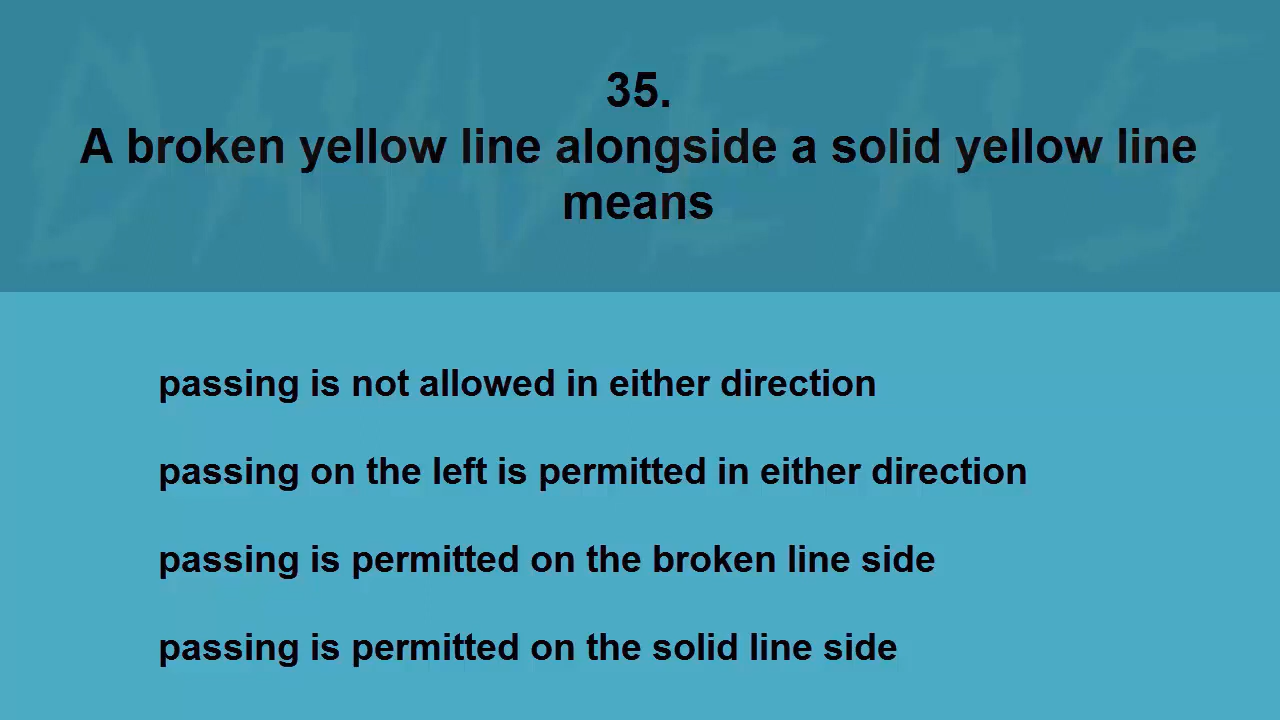 35.
A broken yellow line alongside a solid yellow line
means
passing is not allowed in either direction
passing on the left is permitted in either direction
passing is permitted on the broken line side
passing is permitted on the solid line side